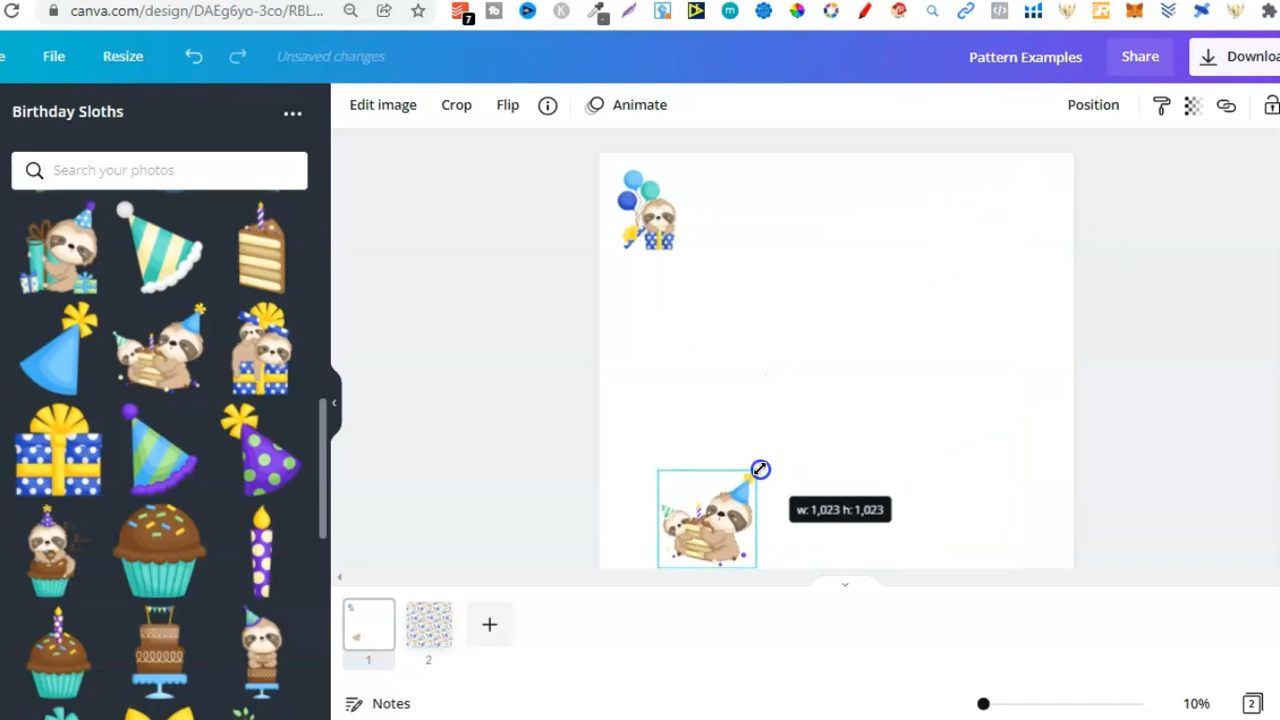 canva.com/design/DAEg6yo-3co/RBL...
7
e File Resize Unsaved changes Pattern Examples Share Downloa
Birthday Sloths
Edit image Crop Flip Animate Position
Search your photos
w: 1,023 h: 1,023
1 2
Notes 10% 2